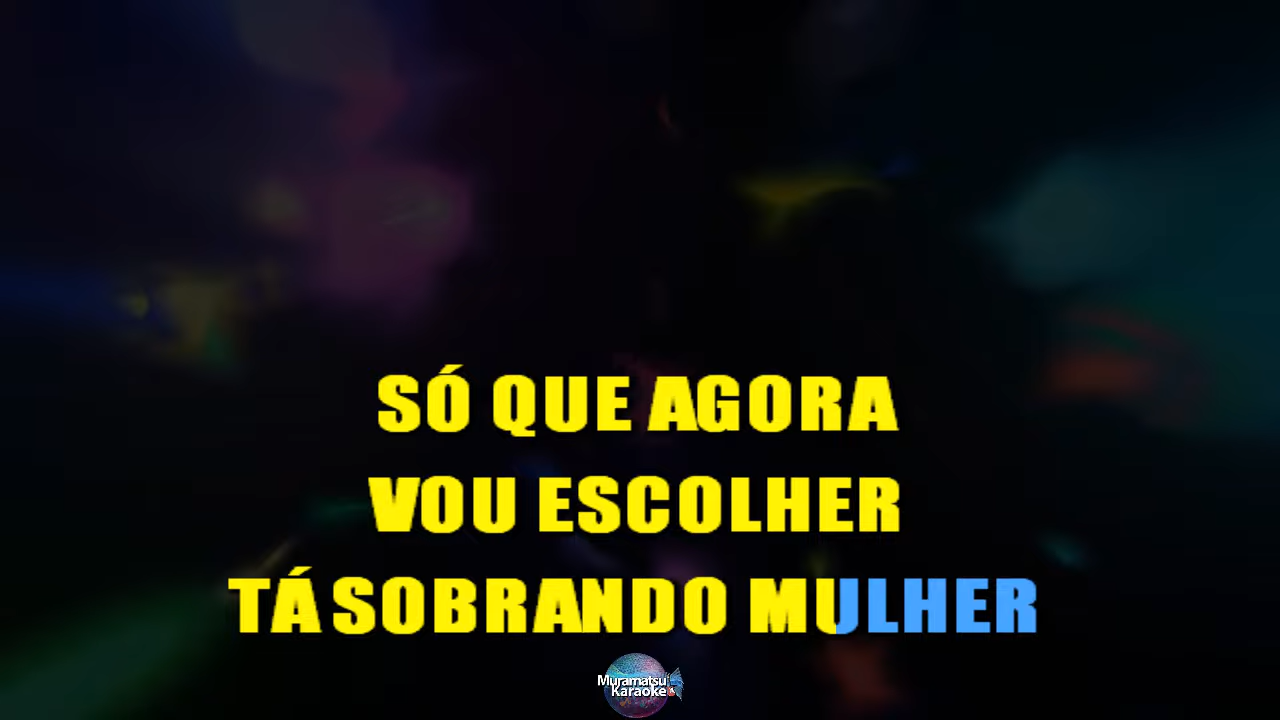 SÓ QUE AGORA
VOU ESCOLHER
TÁ SOBRANDO MULHER
Muramatsu
Karaoke